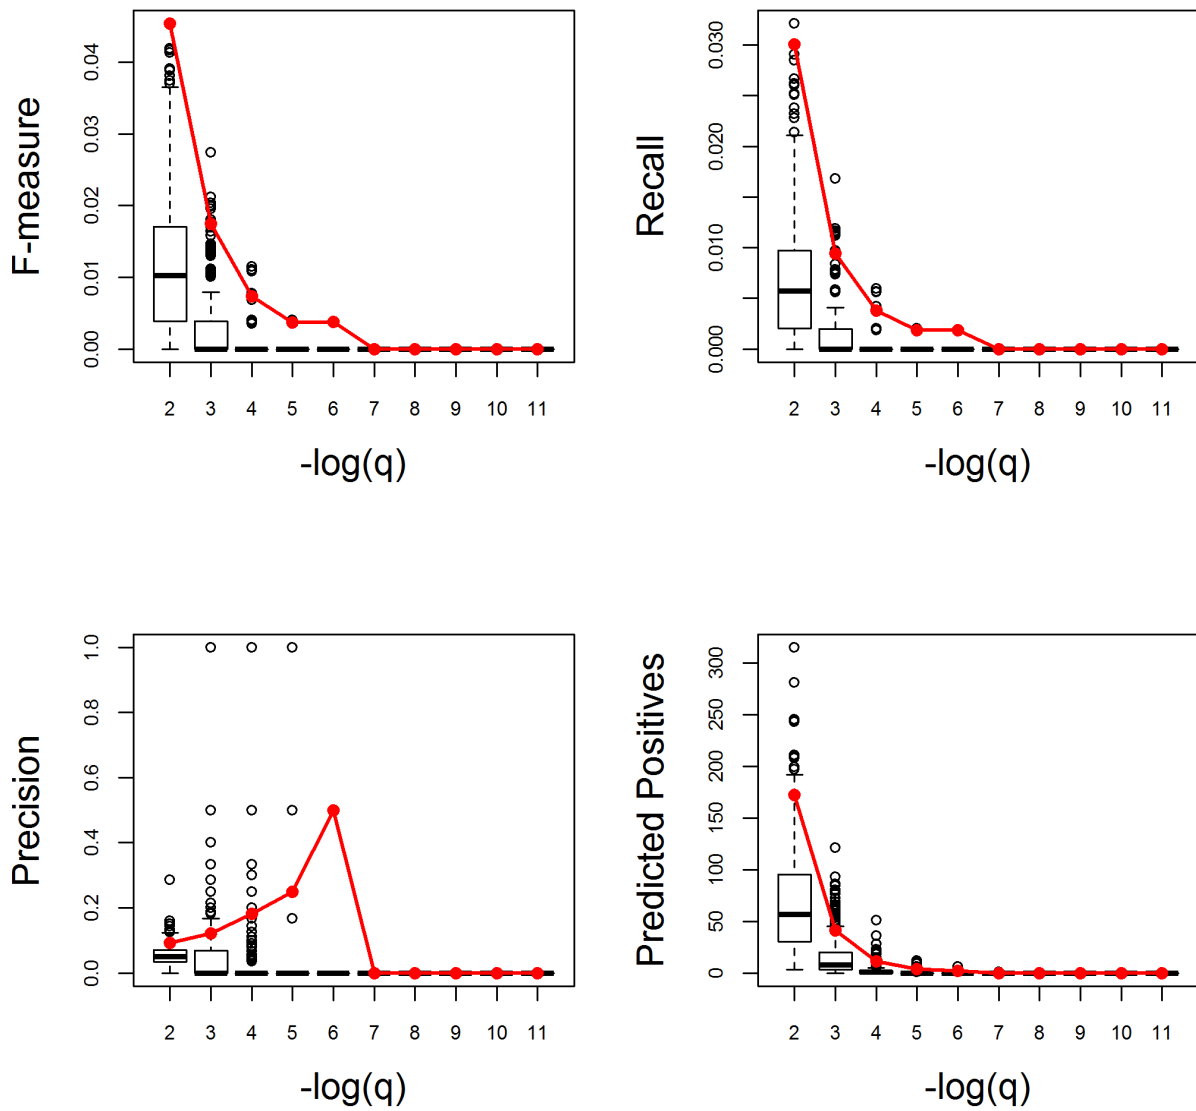 F-measure
0.04
0.03
0.02
0.01
0.00
2 3 4 5 6 7 8 9 10 11
-log(q)
Recall
0.030
0.020
0.010
0.000
2 3 4 5 6 7 8 9 10 11
-log(q)
Precision
1.0
0.8
0.6
0.4
0.2
0.0
2 3 4 5 6 7 8 9 10 11
-log(q)
Predicted Positives
300
250
200
150
100
50
0
2 3 4 5 6 7 8 9 10 11
-log(q)